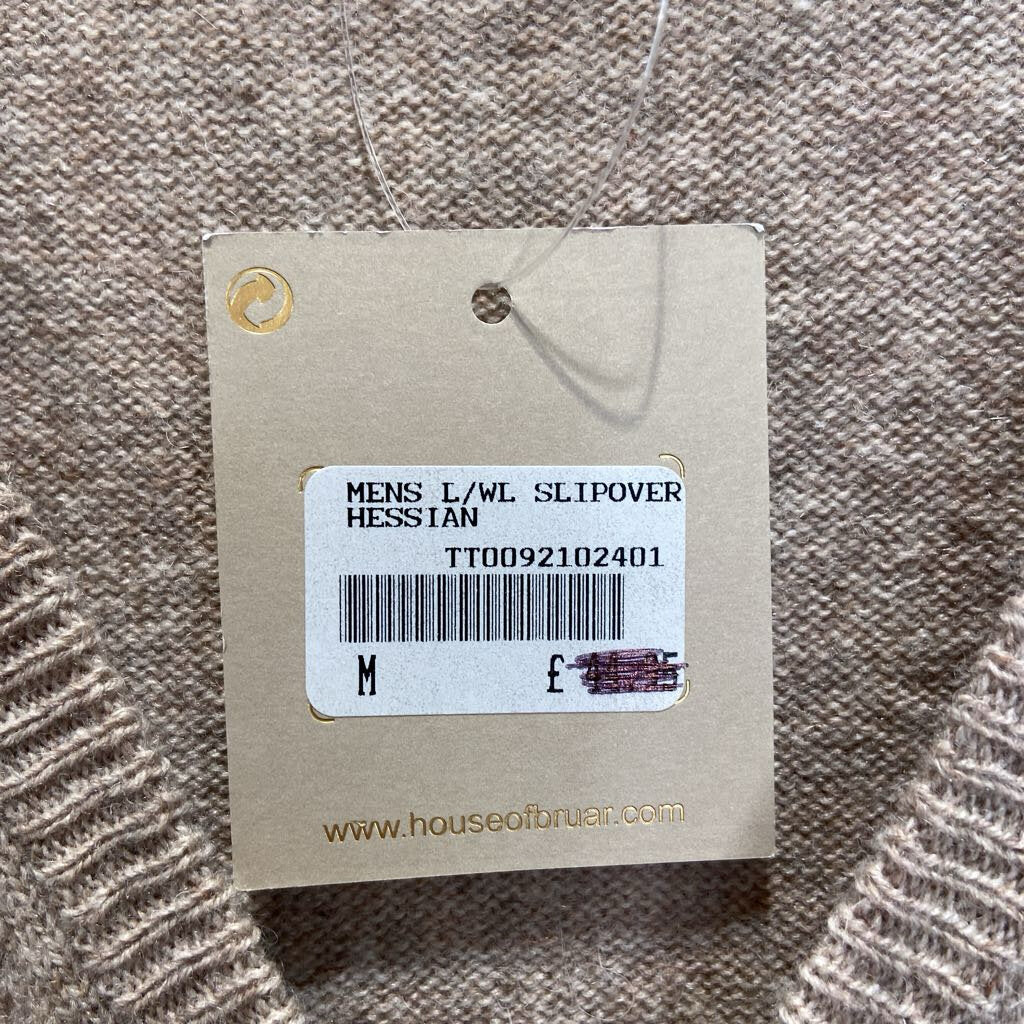 MENS L/WL SLIPOVER
HESSIAN
TT0092102401
M £
www.houseofbruar.com